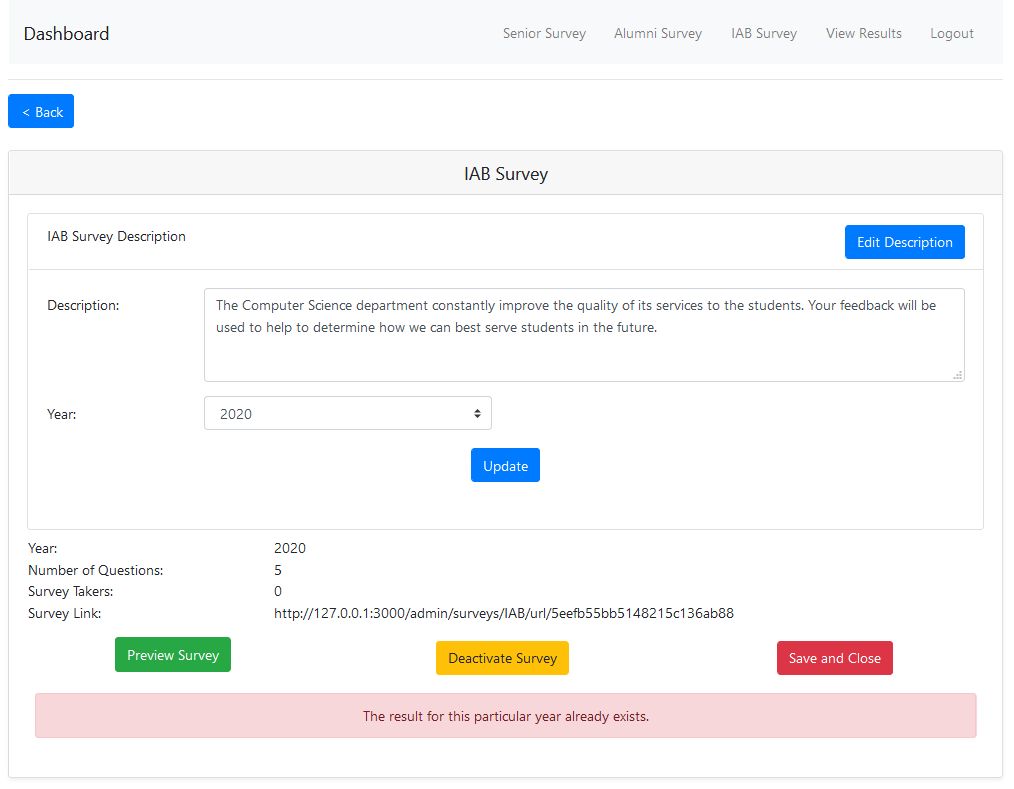 Dashboard
Senior Survey
Alumni Survey
IAB Survey
View Results
Logout
< Back
IAB Survey
IAB Survey Description
Edit Description
Description:
The Computer Science department constantly improve the quality of its services to the students. Your feedback will be
used to help to determine how we can best serve students in the future.
Year:
2020
Update
Year: 2020
Number of Questions: 5
Survey Takers: 0
Survey Link: http://127.0.0.1:3000/admin/surveys/IAB/url/5eefb55bb5148215c136ab88
Preview Survey
Deactivate Survey
Save and Close
The result for this particular year already exists.